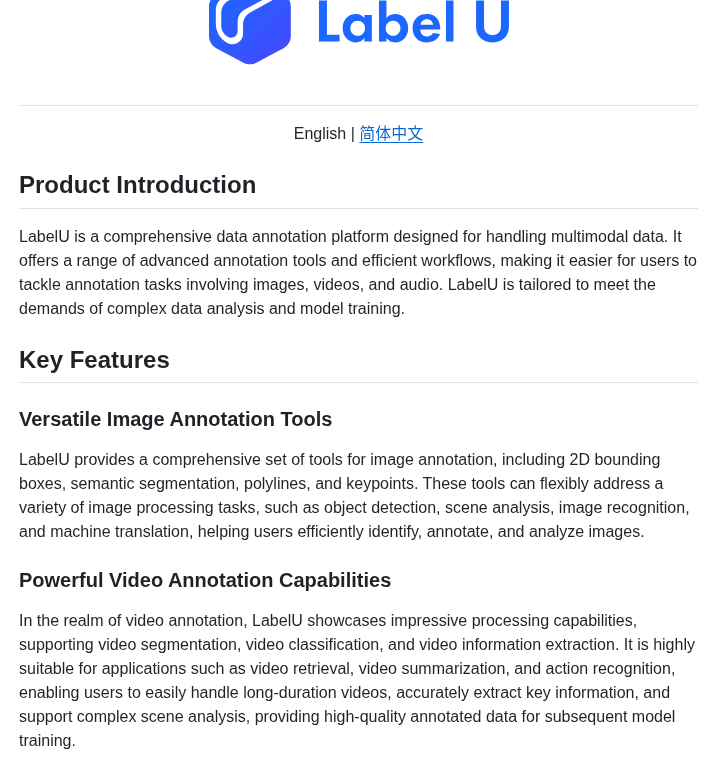 Label U
English | 简体中文
Product Introduction
LabelU is a comprehensive data annotation platform designed for handling multimodal data. It
offers a range of advanced annotation tools and efficient workflows, making it easier for users to
tackle annotation tasks involving images, videos, and audio. LabelU is tailored to meet the
demands of complex data analysis and model training.
Key Features
Versatile Image Annotation Tools
LabelU provides a comprehensive set of tools for image annotation, including 2D bounding
boxes, semantic segmentation, polylines, and keypoints. These tools can flexibly address a
variety of image processing tasks, such as object detection, scene analysis, image recognition,
and machine translation, helping users efficiently identify, annotate, and analyze images.
Powerful Video Annotation Capabilities
In the realm of video annotation, LabelU showcases impressive processing capabilities,
supporting video segmentation, video classification, and video information extraction. It is highly
suitable for applications such as video retrieval, video summarization, and action recognition,
enabling users to easily handle long-duration videos, accurately extract key information, and
support complex scene analysis, providing high-quality annotated data for subsequent model
training.